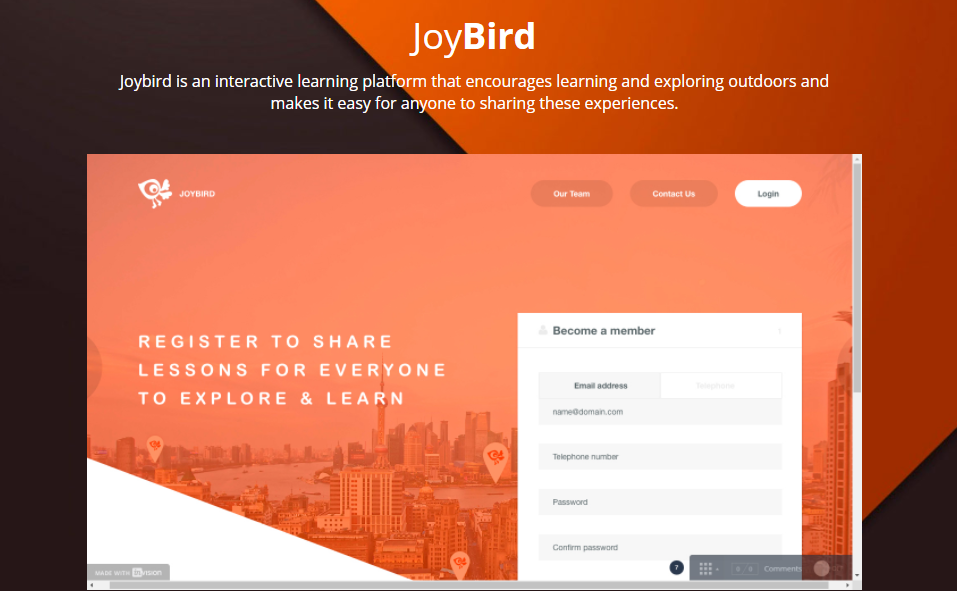 JoyBird
Joybird is an interactive learning platform that encourages learning and exploring outdoors and
makes it easy for anyone to sharing these experiences.
JOYBIRD
Our Team
Contact Us
Login
REGISTER TO SHARE
LESSONS FOR EVERYONE
TO EXPLORE & LEARN
Become a member
Email address
Telephone
name@domain.com
Telephone number
Password
Confirm password
MADE WITH InVision
?
0 0
Comments